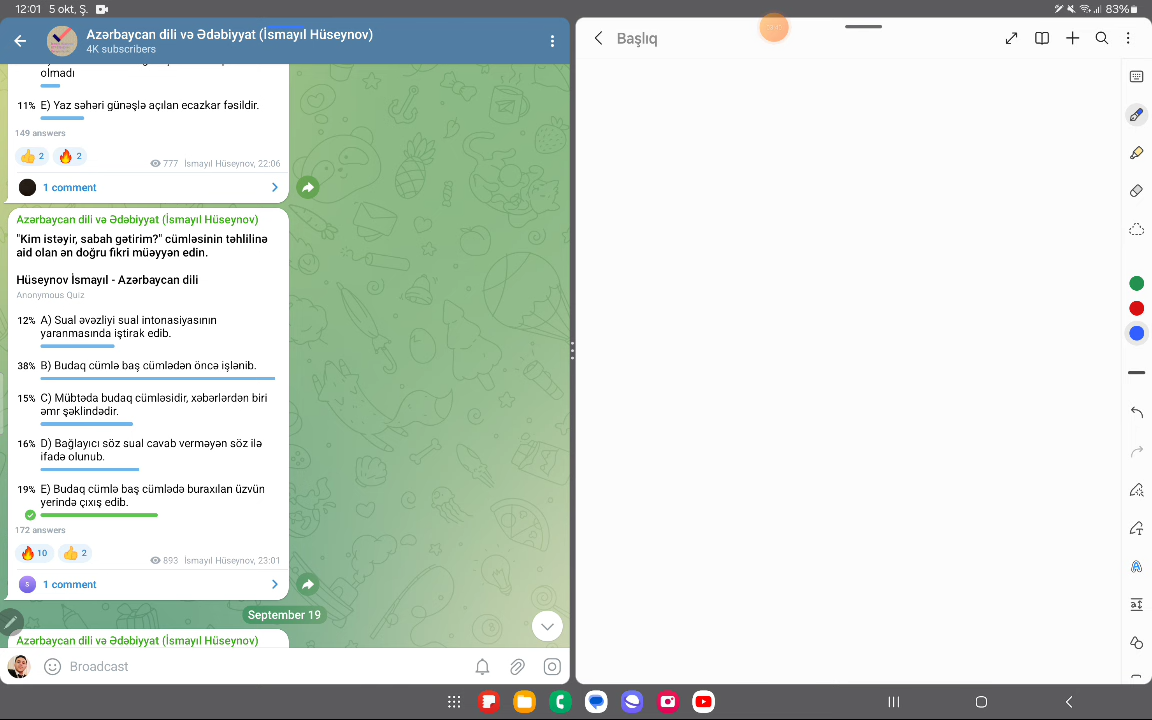 12:01 5 okt, Ş.
83%
Azərbaycan dili və Ədəbiyyat (İsmayıl Hüseynov)
4K subscribers
olmadı
11% E) Yaz səhəri günəşlə açılan ecazkar fəsildir.
149 answers
2 2
777 İsmayıl Hüseynov, 22:06
1 comment
Azərbaycan dili və Ədəbiyyat (İsmayıl Hüseynov)
"Kim istəyir, sabah gətirim?" cümləsinin təhlilinə
aid olan ən doğru fikri müəyyən edin.
Hüseynov İsmayıl - Azərbaycan dili
Anonymous Quiz
12% A) Sual əvəzliyi sual intonasiyasının
yaranmasında iştirak edib.
38% B) Budaq cümlə baş cümlədən öncə işlənib.
15% C) Mübtəda budaq cümləsidir, xəbərlərdən biri
əmr şəklindədir.
16% D) Bağlayıcı söz sual cavab verməyən söz ilə
ifadə olunub.
19% E) Budaq cümlə baş cümlədə buraxılan üzvün
yerində çıxış edib.
172 answers
10 2
893 İsmayıl Hüseynov, 23:01
S
1 comment
September 19
Azərbaycan dili və Ədəbiyyat (İsmayıl Hüseynov)
Broadcast
Başlıq